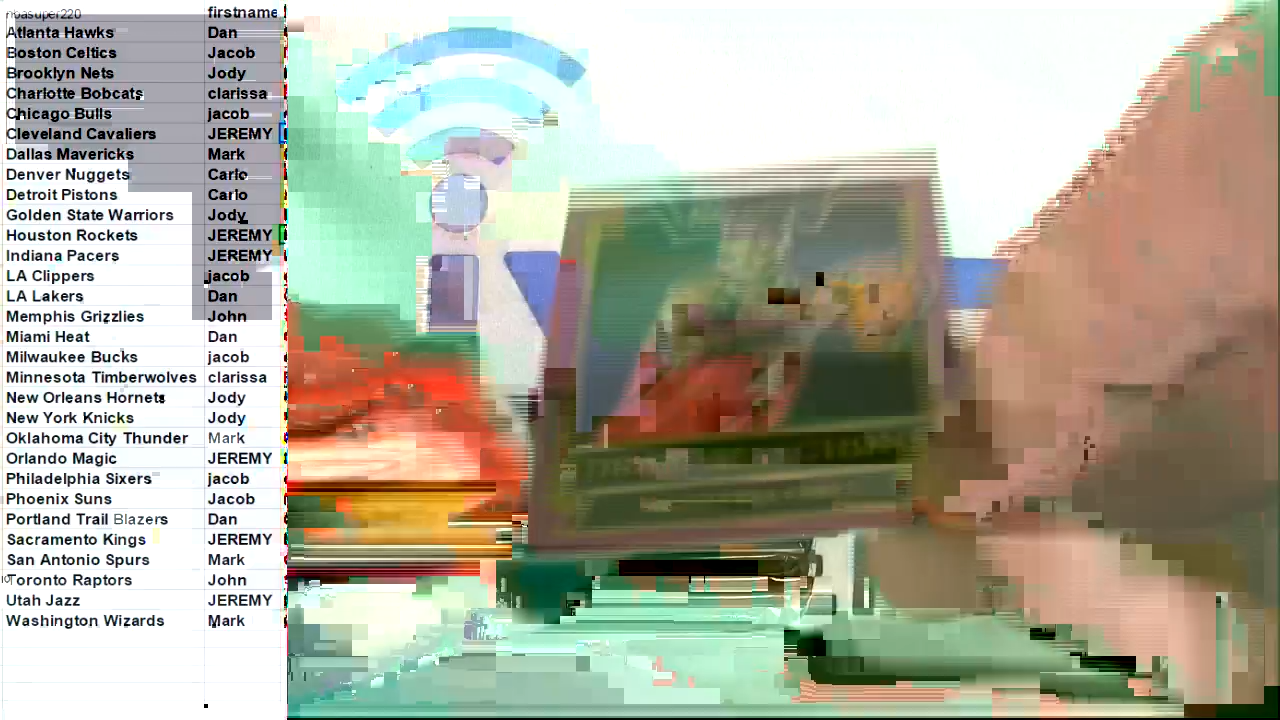 nbasuper220 firstname
Atlanta Hawks Dan
Boston Celtics Jacob
Brooklyn Nets Jody
Charlotte Bobcats clarissa
Chicago Bulls jacob
Cleveland Cavaliers JEREMY
Dallas Mavericks Mark
Denver Nuggets Carlo
Detroit Pistons Carlo
Golden State Warriors Jody
Houston Rockets JEREMY
Indiana Pacers JEREMY
LA Clippers jacob
LA Lakers Dan
Memphis Grizzlies John
Miami Heat Dan
Milwaukee Bucks jacob
Minnesota Timberwolves clarissa
New Orleans Hornets Jody
New York Knicks Jody
Oklahoma City Thunder Mark
Orlando Magic JEREMY
Philadelphia Sixers jacob
Phoenix Suns Jacob
Portland Trail Blazers Dan
Sacramento Kings JEREMY
San Antonio Spurs Mark
Toronto Raptors John
Utah Jazz JEREMY
Washington Wizards Mark